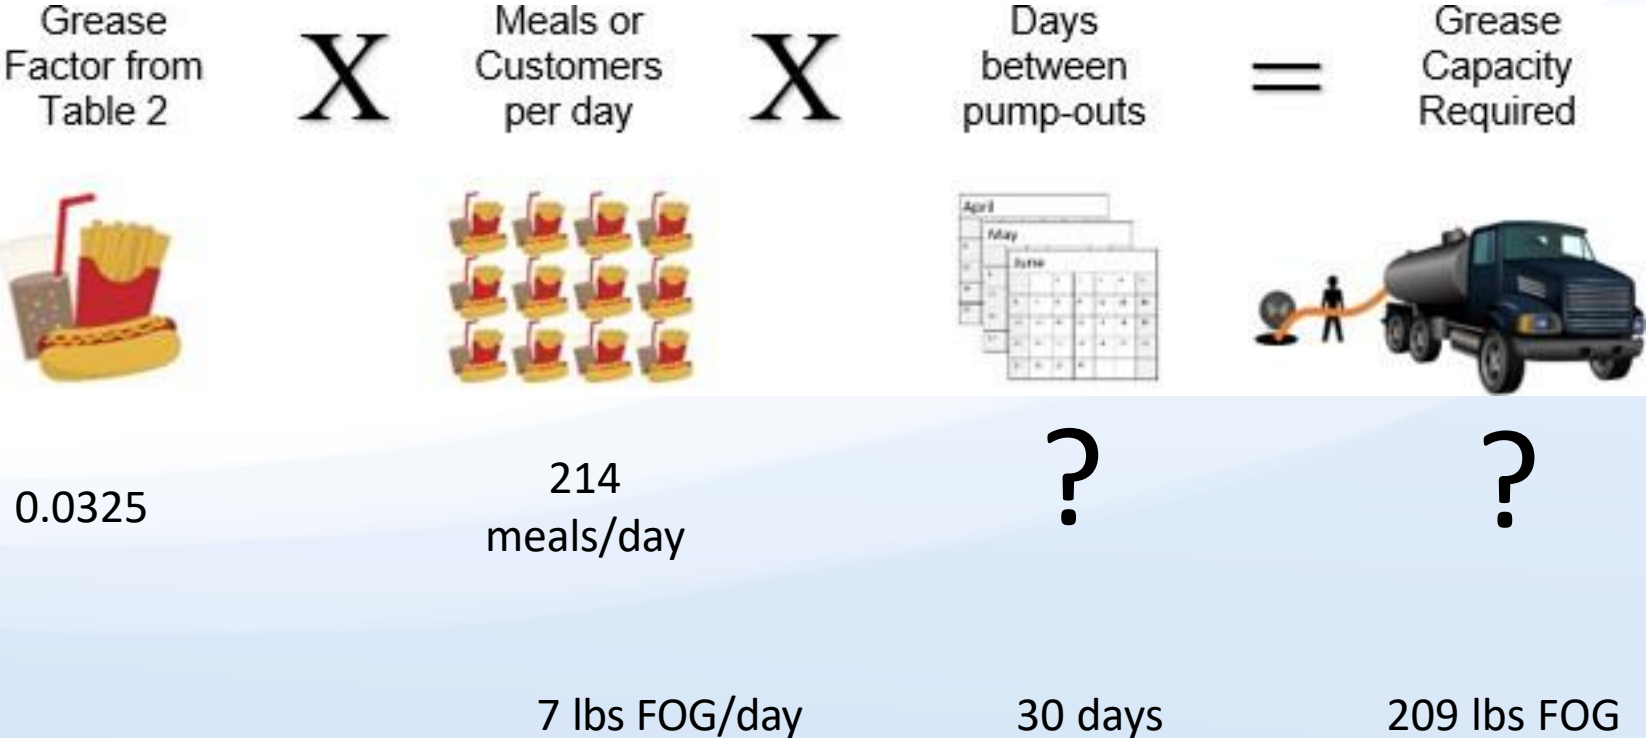 Grease
Factor from
Table 2
X
Meals or
Customers
per day
X
Days
between
pump-outs
=
Grease
Capacity
Required
April
May
June
0.0325
214
meals/day
?
?
7 lbs FOG/day
30 days
209 lbs FOG